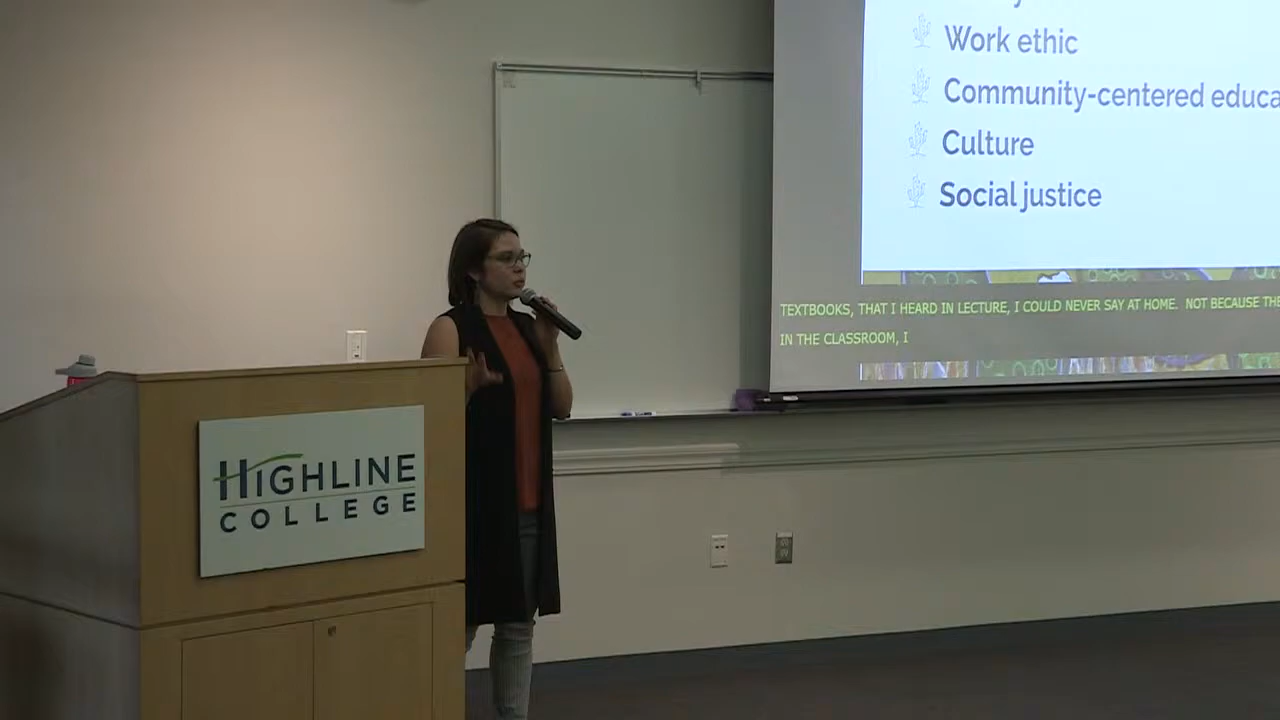 Work ethic
Community-centered educa
Culture
Social justice
TEXTBOOKS, THAT I HEARD IN LECTURE, I COULD NEVER SAY AT HOME. NOT BECAUSE THE
IN THE CLASSROOM, I
HIGHLINE
COLLEGE